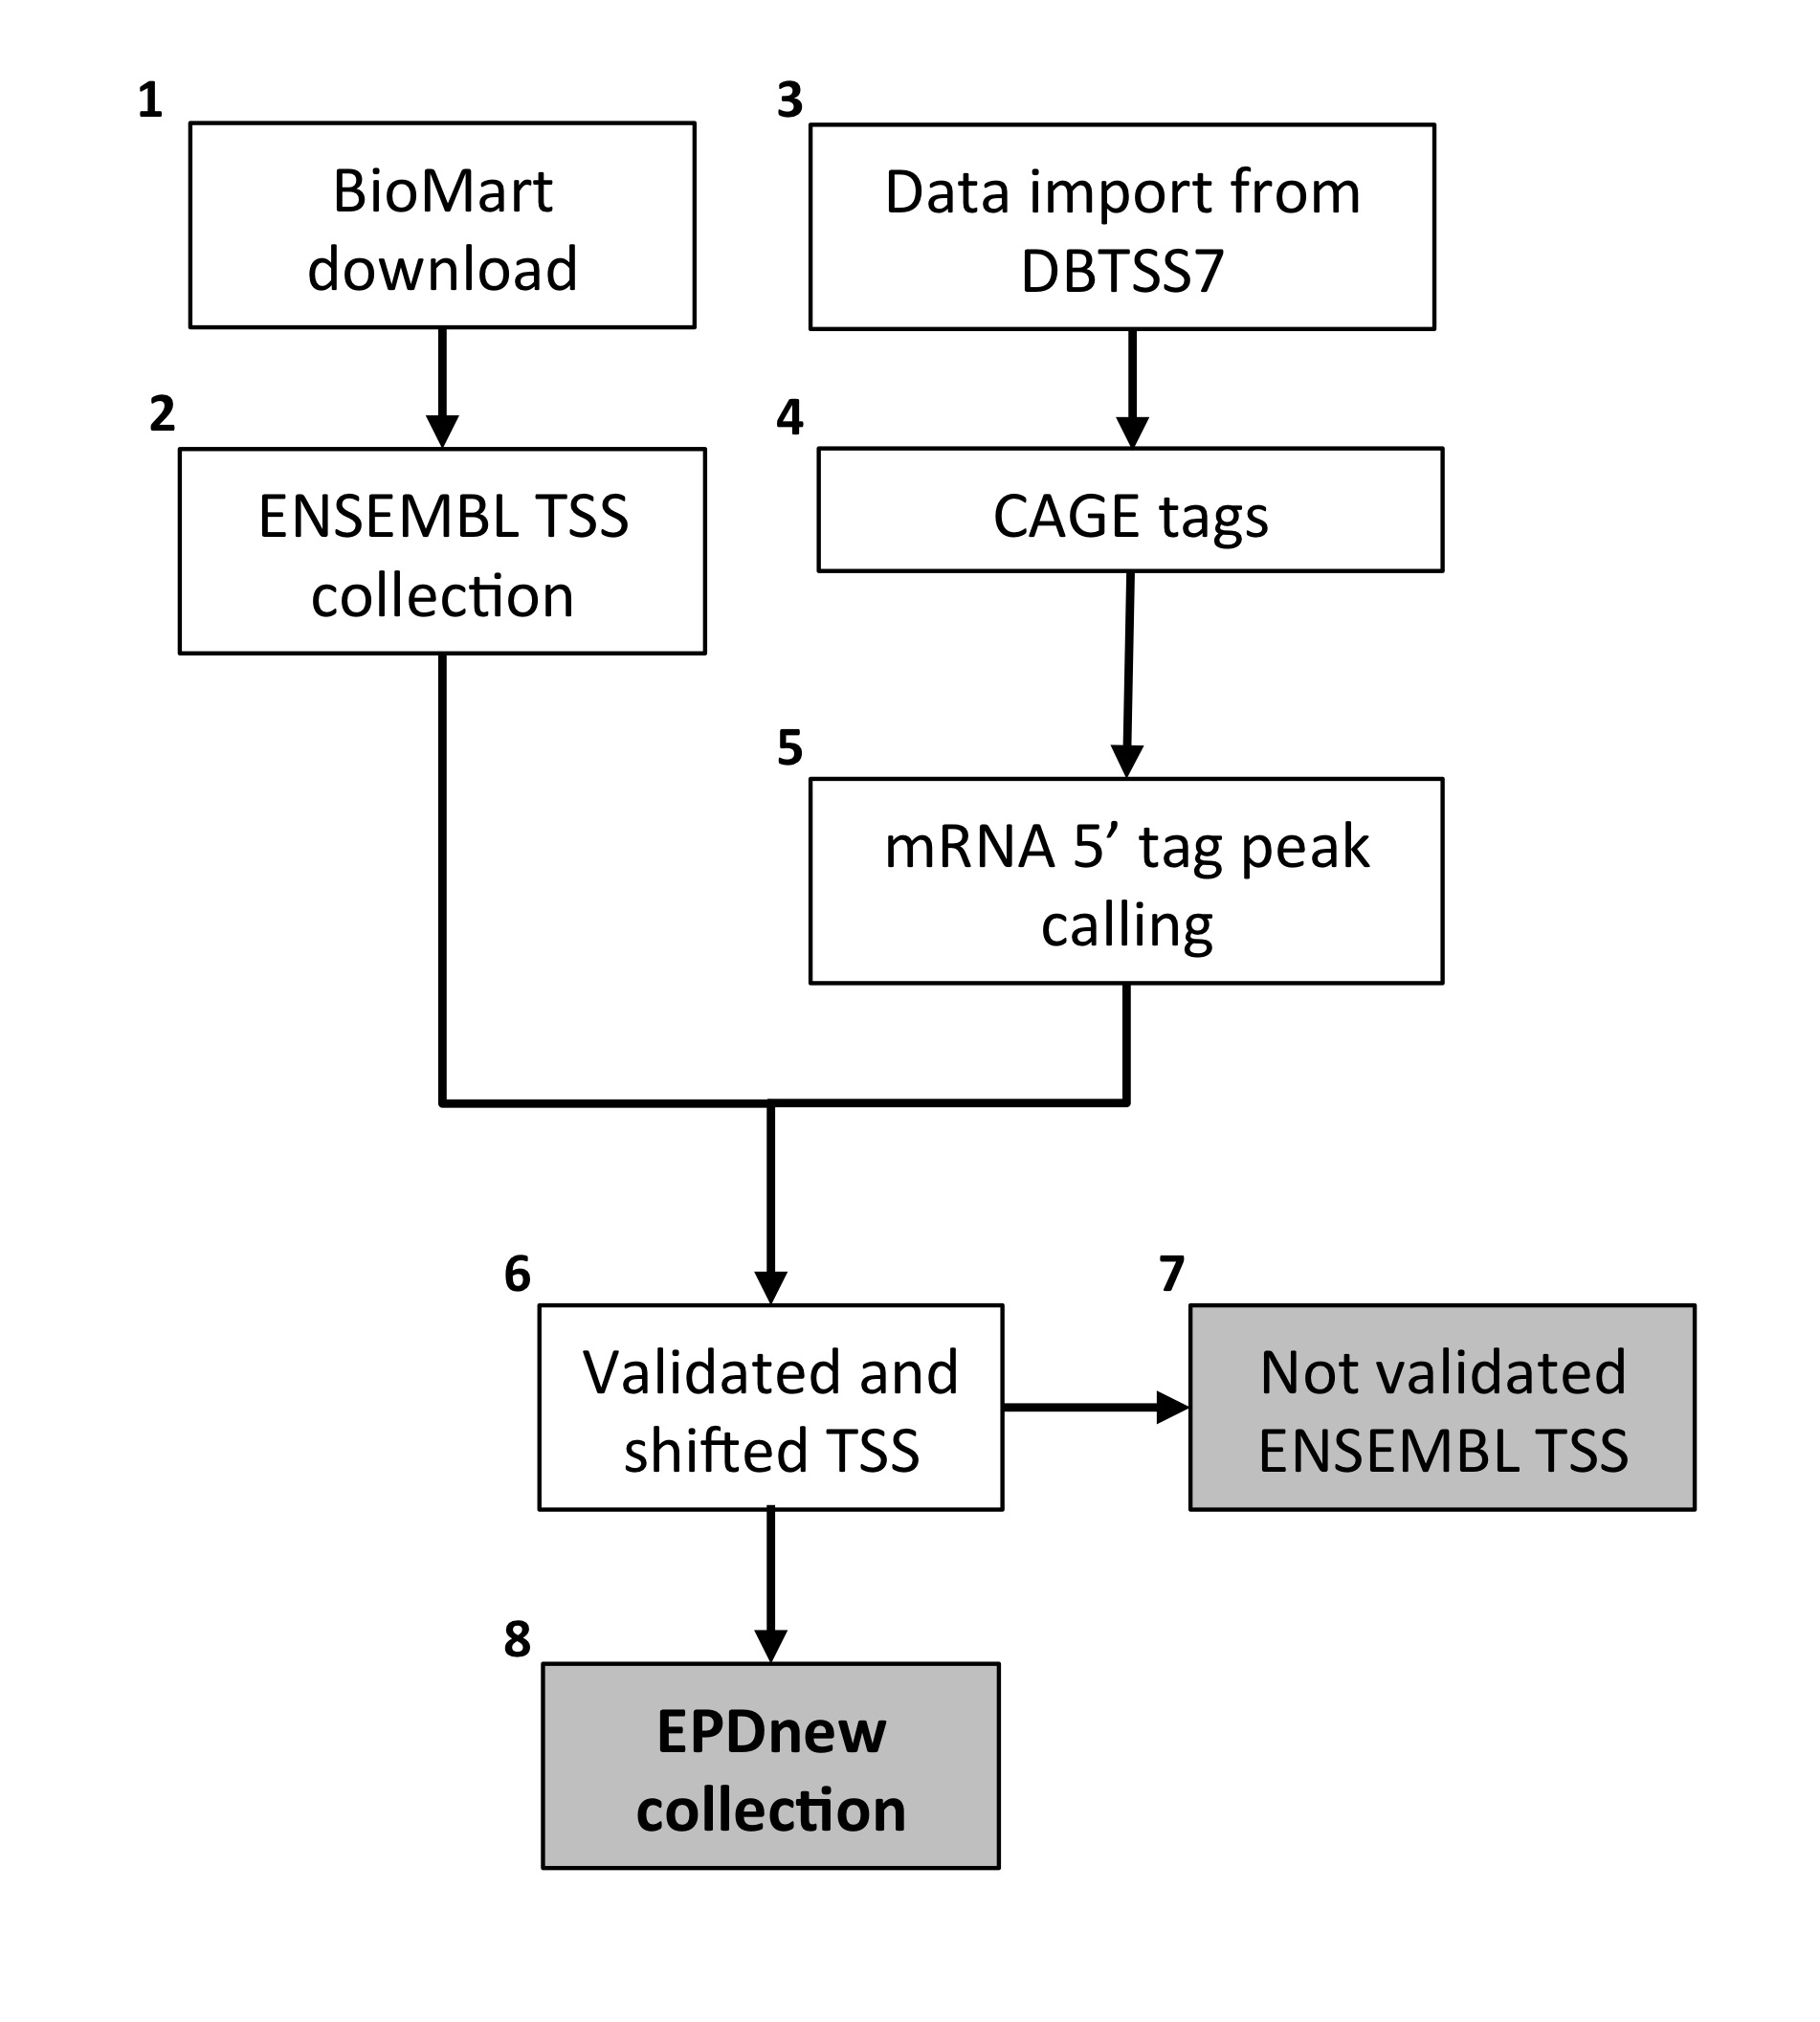 1
BioMart
download
2
ENSEMBL TSS
collection
3
Data import from
DBTSS7
4
CAGE tags
5
mRNA 5’ tag peak
calling
6
Validated and
shifted TSS
7
Not validated
ENSEMBL TSS
8
EPDnew
collection